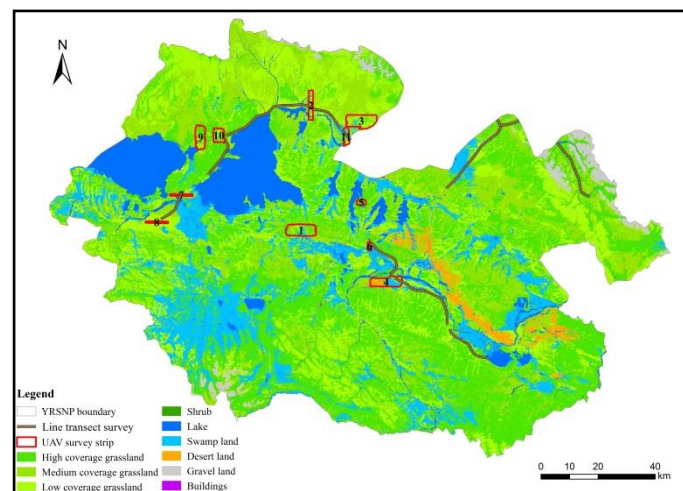 N
2
3
9
10
11
7
5
8
1
6
4
Legend
YRSNP boundary
Line transect survey
UAV survey strip
High coverage grassland
Medium coverage grassland
Low coverage grassland
Shrub
Lake
Swamp land
Desert land
Gravel land
Buildings
0 10 20 40
km